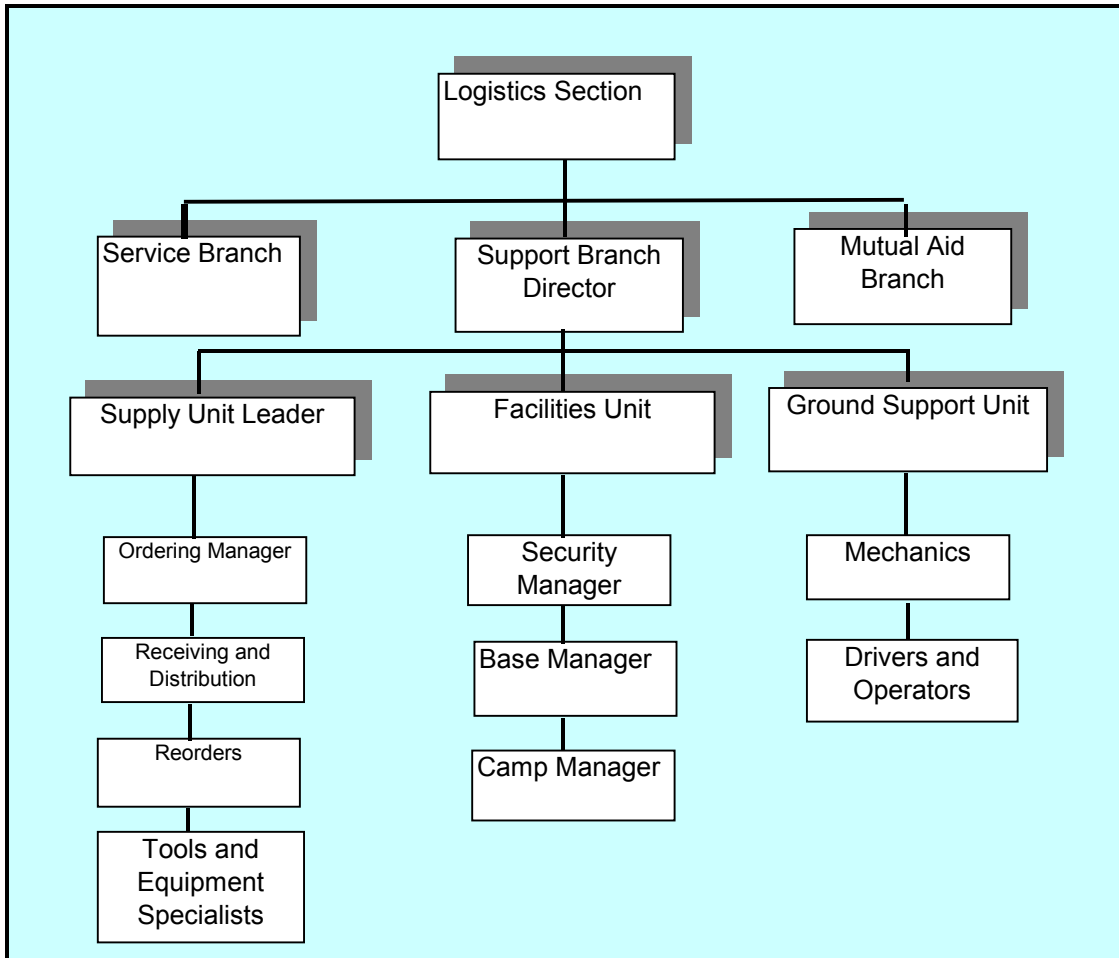 Logistics Section
Service Branch
Support Branch
Director
Mutual Aid
Branch
Supply Unit Leader
Facilities Unit
Ground Support Unit
Ordering Manager
Security
Manager
Mechanics
Receiving and
Distribution
Base Manager
Drivers and
Operators
Reorders
Camp Manager
Tools and
Equipment
Specialists